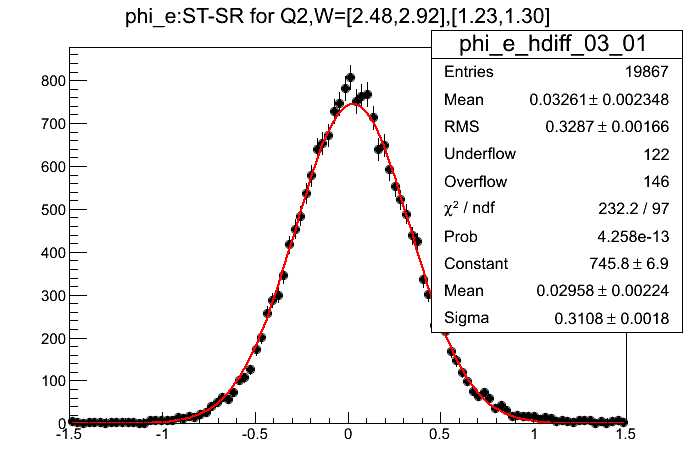 phi_e:ST-SR for Q2,W=[2.48,2.92],[1.23,1.30]
phi_e_hdiff_03_01
Entries 19867
Mean 0.03261 ± 0.002348
RMS 0.3287 ± 0.00166
Underflow 122
Overflow 146
χ² / ndf 232.2 / 97
Prob 4.258e-13
Constant 745.8 ± 6.9
Mean 0.02958 ± 0.00224
Sigma 0.3108 ± 0.0018
800
700
600
500
400
300
200
100
0
-1.5 -1 -0.5 0 0.5 1 1.5